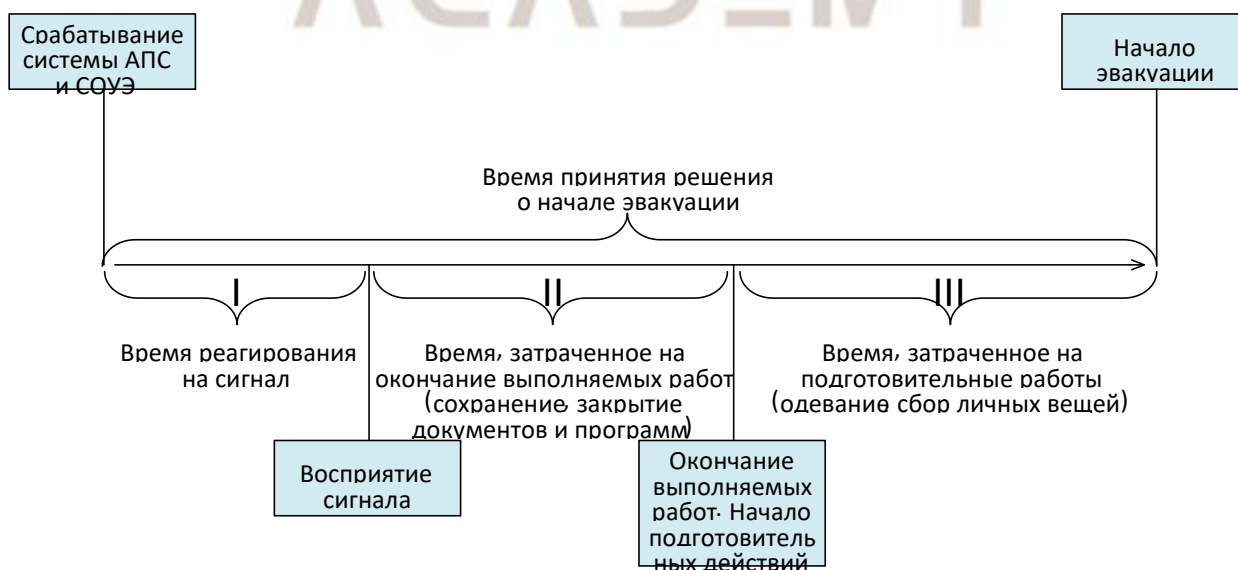 ACADEMY
Срабатывание
системы АПС
и СОУЭ
Начало
эвакуации
Время принятия решения
о начале эвакуации
I
II
III
Время реагирования
на сигнал
Время, затраченное на
окончание выполняемых работ
(сохранение, закрытие
документов и программ)
Время, затраченное на
подготовительные работы
(одевание, сбор личных вещей)
Восприятие
сигнала
Окончание
выполняемых
работ. Начало
подготовитель
ных действий